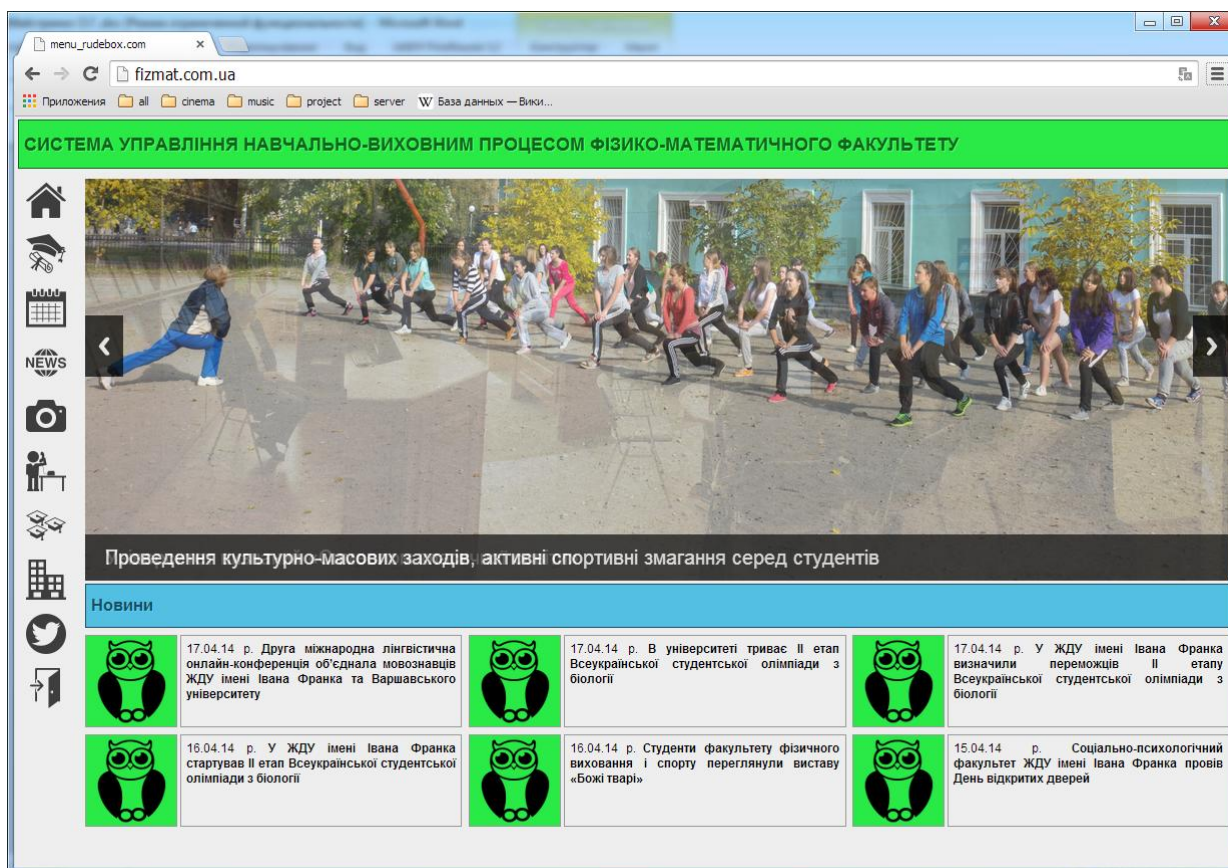 menu_rudebox.com
fizmat.com.ua
Приложения all cinema music project server W База данных — Вики...
СИСТЕМА УПРАВЛІННЯ НАВЧАЛЬНО-ВИХОВНИМ ПРОЦЕСОМ ФІЗИКО-МАТЕМАТИЧНОГО ФАКУЛЬТЕТУ
NEWS
Проведення культурно-масових заходів, активні спортивні змагання серед студентів
Новини
17.04.14 р. Друга міжнародна лінгвістична
онлайн-конференція об'єднала мовознавців
ЖДУ імені Івана Франка та Варшавського
університету
17.04.14 р. В університеті триває ІІ етап
Всеукраїнської студентської олімпіади з
біології
17.04.14 р. У ЖДУ імені Івана Франка
визначили переможців ІІ етапу
Всеукраїнської студентської олімпіади з
біології
16.04.14 р. У ЖДУ імені Івана Франка
стартував ІІ етап Всеукраїнської студентської
олімпіади з біології
16.04.14 р. Студенти факультету фізичного
виховання і спорту переглянули виставу
«Божі тварі»
15.04.14 р. Соціально-психологічний
факультет ЖДУ імені Івана Франка провів
День відкритих дверей